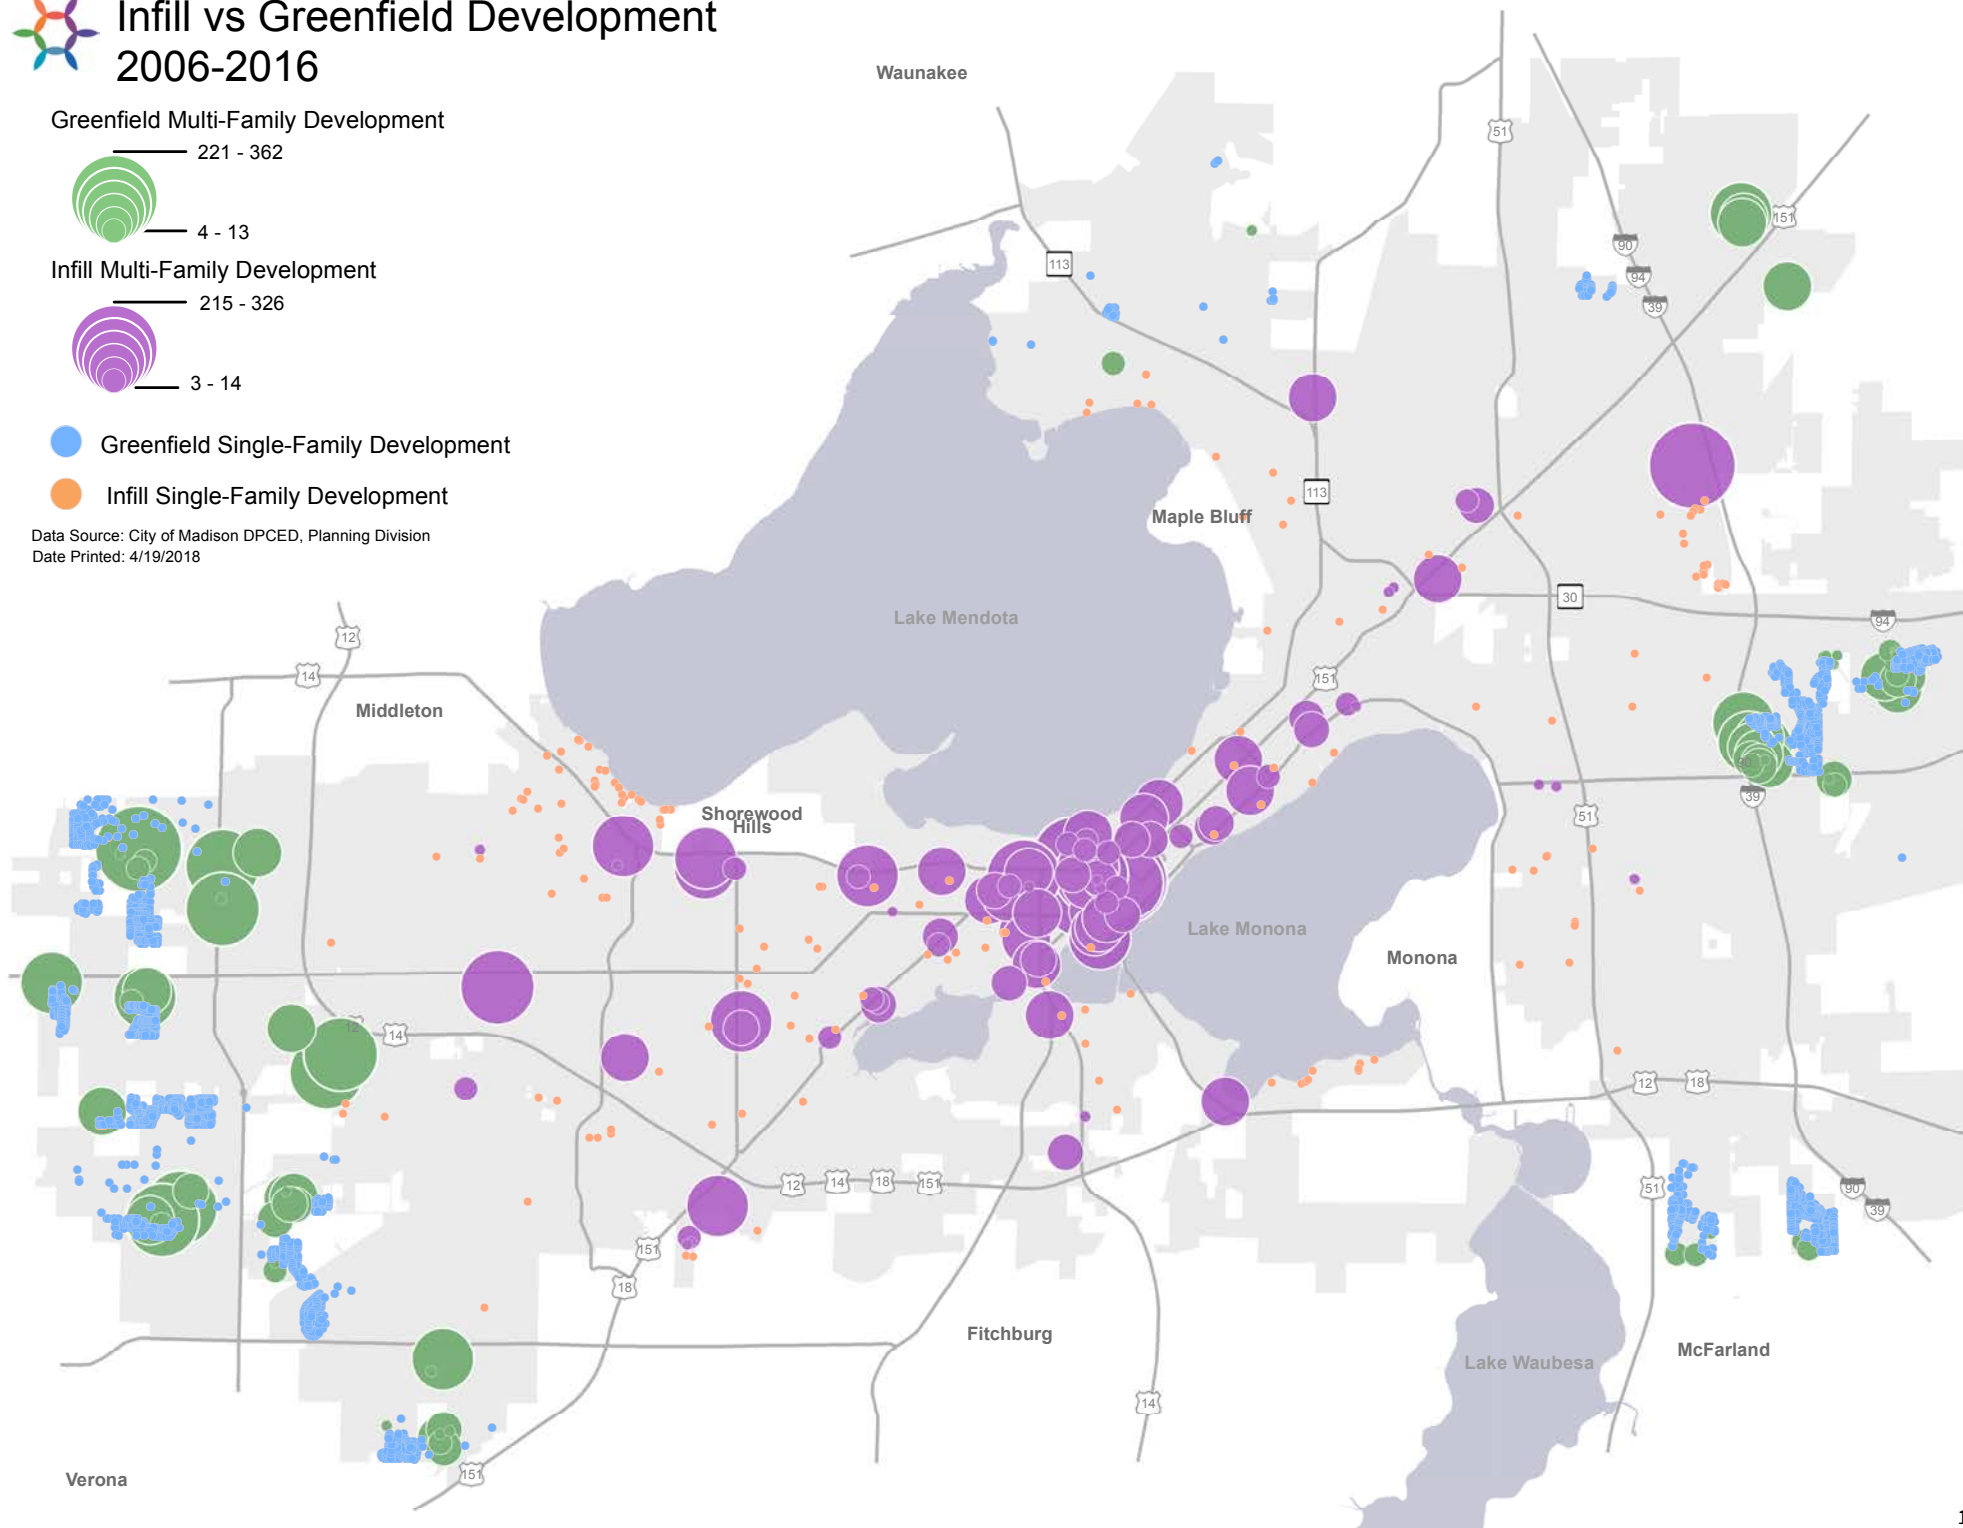 Infill vs Greenfield Development
2006-2016
Greenfield Multi-Family Development
221 - 362
4 - 13
Infill Multi-Family Development
215 - 326
3 - 14
Greenfield Single-Family Development
Infill Single-Family Development
Data Source: City of Madison DPCED, Planning Division
Date Printed: 4/19/2018
Waunakee
51
151
90
94
39
113
113
Maple Bluff
30
94
Lake Mendota
12
14
Middleton
151
90
39
51
Shorewood
Hills
Lake Monona
Monona
12
14
12
18
12
14
18
151
51
90
39
151
18
Fitchburg
McFarland
Lake Waubesa
14
Verona
151
1